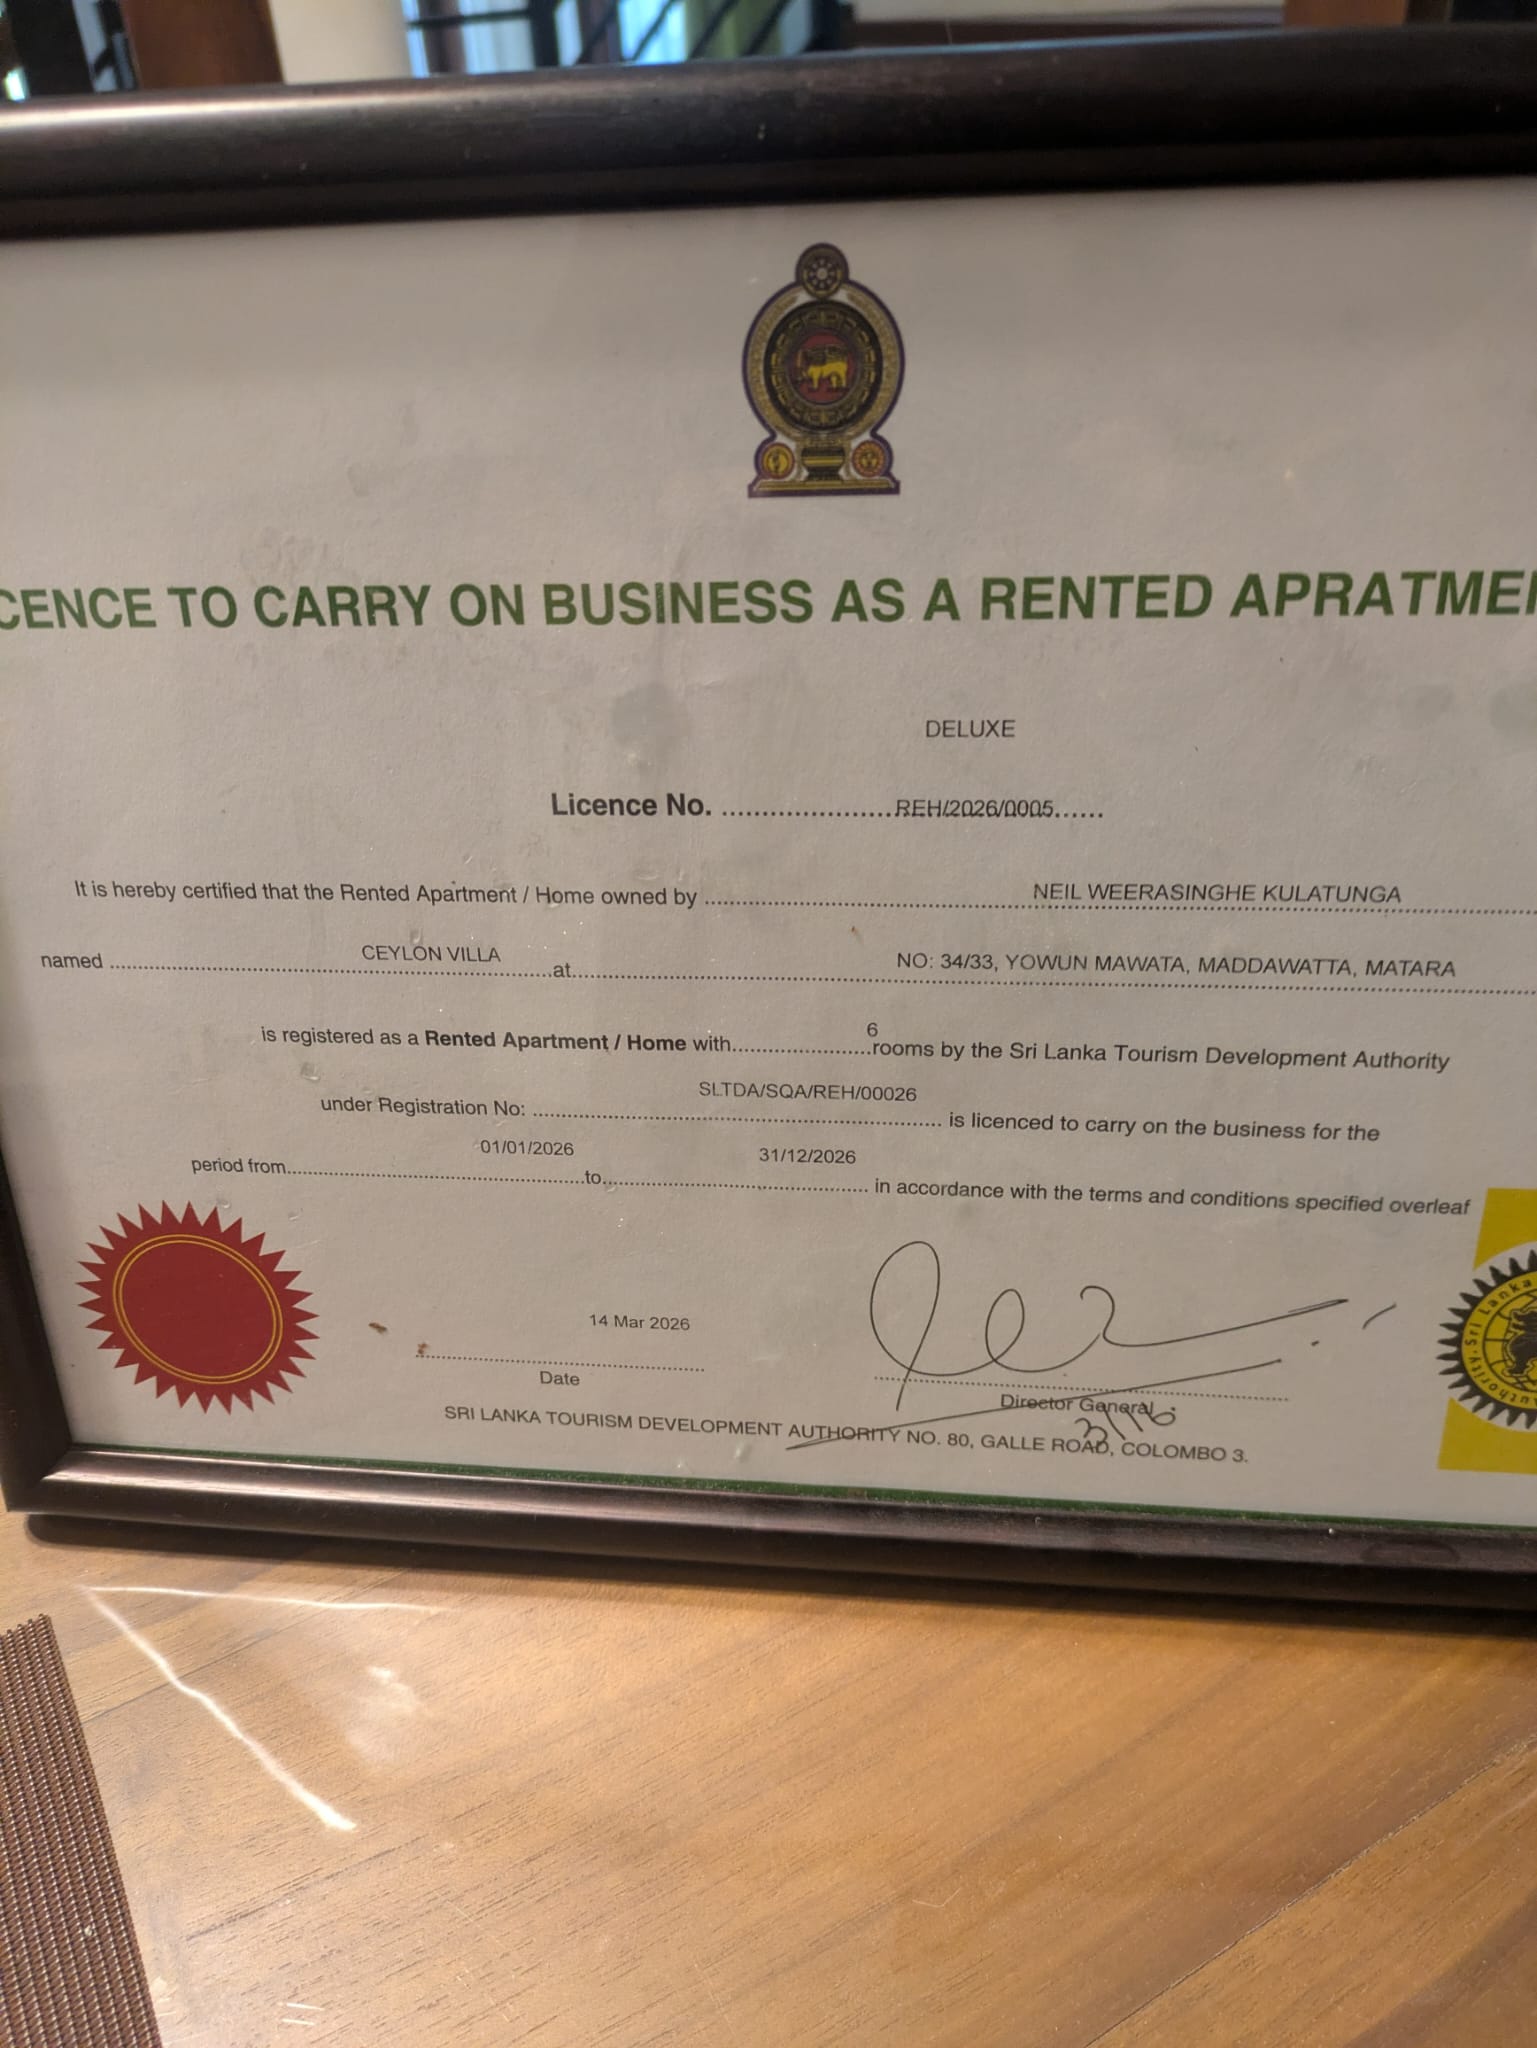 CENCE TO CARRY ON BUSINESS AS A RENTED APRATMEN
DELUXE
Licence No. ......................REH/2026/0005......
It is hereby certified that the Rented Apartment / Home owned by ........ NEIL WEERASINGHE KULATUNGA ........
named ........ CEYLON VILLA ........at........ NO: 34/33, YOWUN MAWATA, MADDAWATTA, MATARA ........
is registered as a Rented Apartment / Home with........ 6 ........rooms by the Sri Lanka Tourism Development Authority
under Registration No: ........ SLTDA/SQA/REH/00026 ........ is licenced to carry on the business for the
period from........ 01/01/2026 ........to........ 31/12/2026 ........ in accordance with the terms and conditions specified overleaf
14 Mar 2026
Date
Director General
SRI LANKA TOURISM DEVELOPMENT AUTHORITY NO. 80, GALLE ROAD, COLOMBO 3.
Authority. Sri Lanka